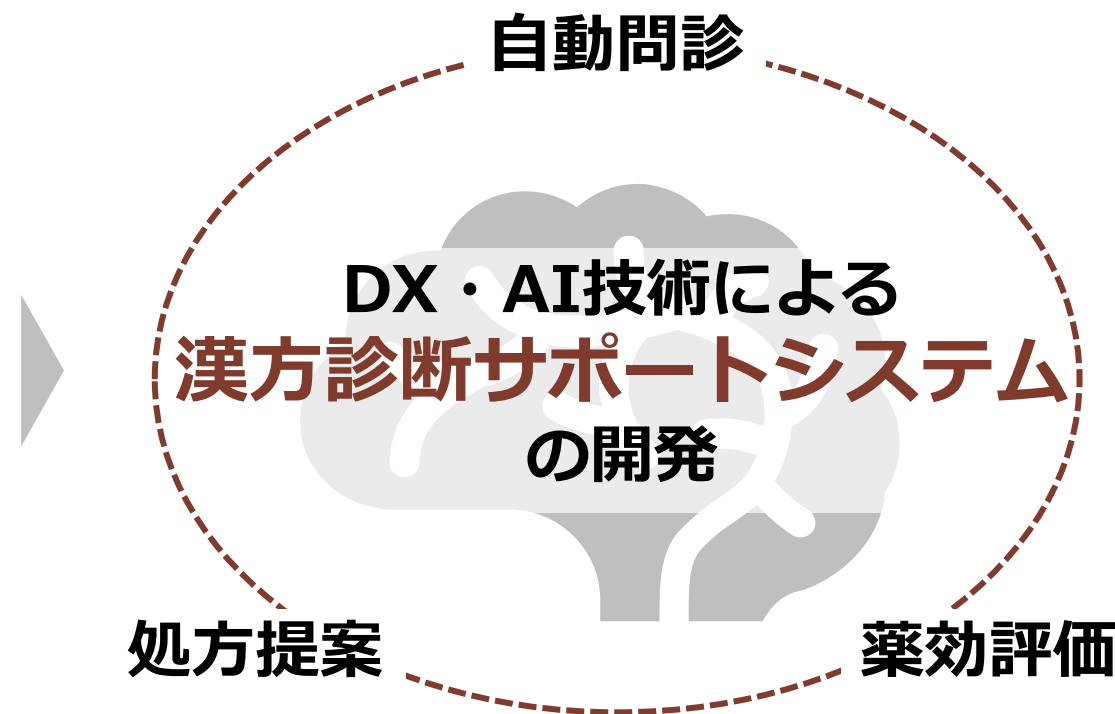 自動問診
DX・AI技術による
漢方診断サポートシステム
の開発
処方提案
薬効評価